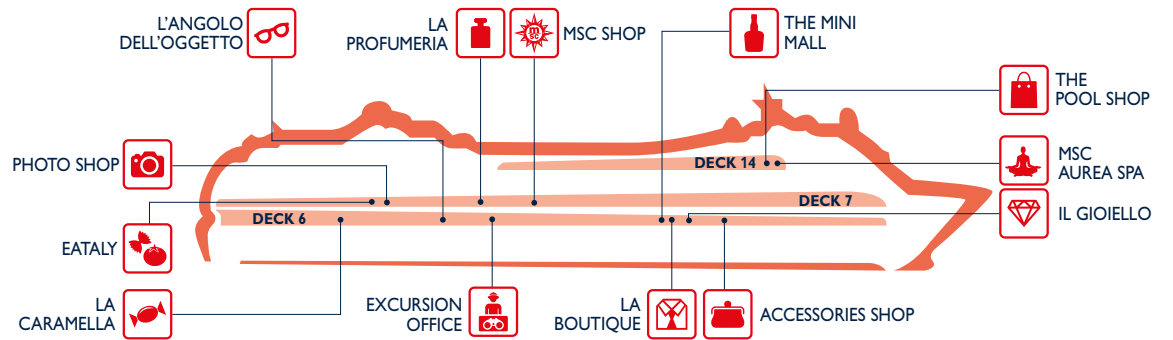 L'ANGOLO
DELL'OGGETTO
LA
PROFUMERIA
msc
MSC SHOP
THE MINI
MALL
THE
POOL SHOP
PHOTO SHOP
DECK 14
MSC
AUREA SPA
DECK 7
DECK 6
IL GIOIELLO
EATALY
LA
CARAMELLA
EXCURSION
OFFICE
LA
BOUTIQUE
ACCESSORIES SHOP